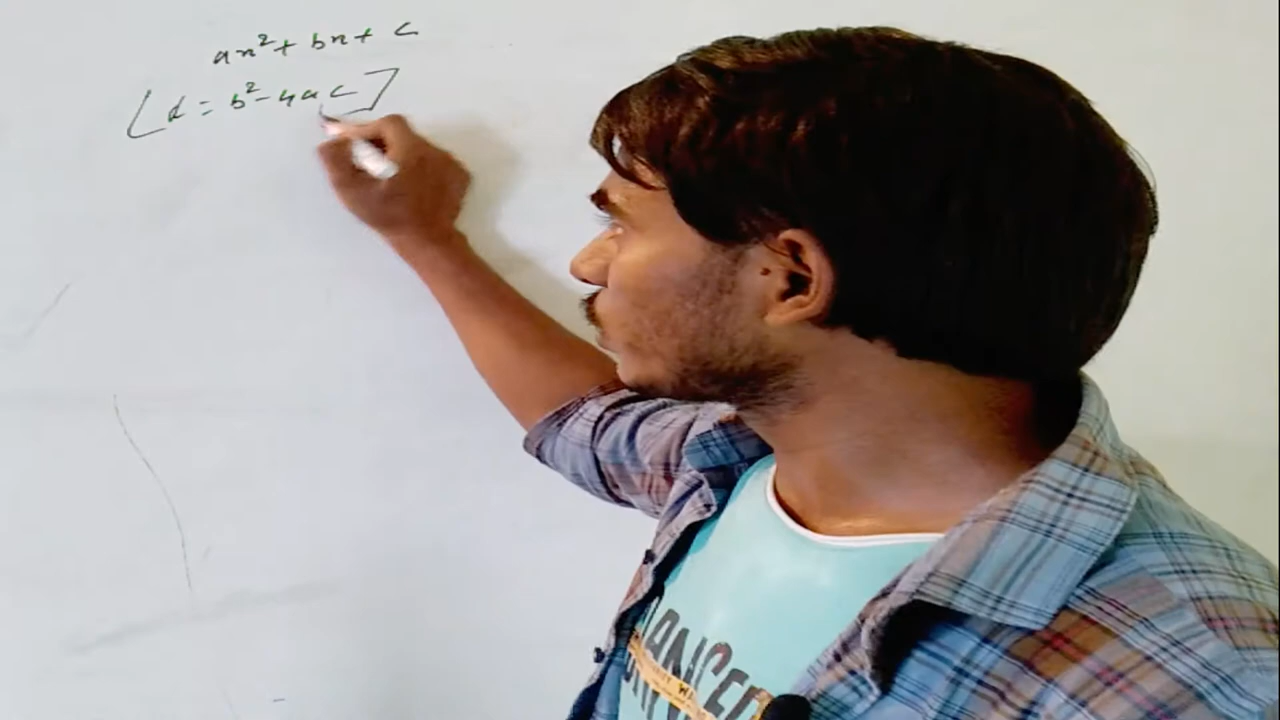 ax² + bx + c
[d = b² - 4ac]